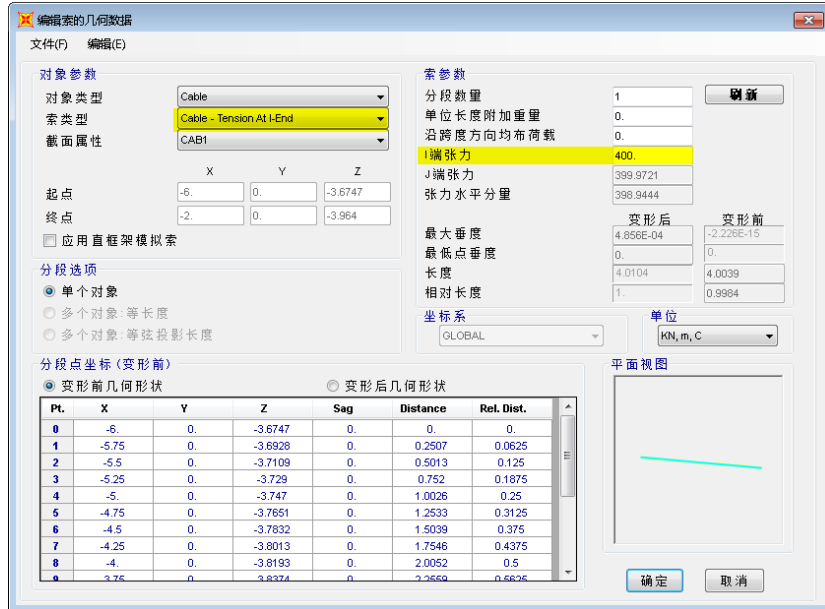 编辑索的几何数据
文件(F) 编辑(E)
对象参数
对象类型 Cable
索类型 Cable - Tension At I-End
截面属性 CAB1
X Y Z
起点 -6. 0. -3.6747
终点 -2. 0. -3.964
应用直框架模拟索
索参数
分段数量 1 刷新
单位长度附加重量 0.
沿跨度方向均布荷载 0.
I端张力 400.
J端张力 399.9721
张力水平分量 398.9444
变形后 变形前
最大垂度 4.856E-04 -2.226E-15
最低点垂度 0. 0.
长度 4.0104 4.0039
相对长度 1. 0.9984
分段选项
单个对象
多个对象:等长度
多个对象:等弦投影长度
坐标系
GLOBAL
单位
KN, m, C
分段点坐标(变形前)
变形前几何形状 变形后几何形状
Pt. X Y Z Sag Distance Rel. Dist.
0 -6. 0. -3.6747 0. 0. 0.
1 -5.75 0. -3.6928 0. 0.2507 0.0625
2 -5.5 0. -3.7109 0. 0.5013 0.125
3 -5.25 0. -3.729 0. 0.752 0.1875
4 -5. 0. -3.747 0. 1.0026 0.25
5 -4.75 0. -3.7651 0. 1.2533 0.3125
6 -4.5 0. -3.7832 0. 1.5039 0.375
7 -4.25 0. -3.8013 0. 1.7546 0.4375
8 -4. 0. -3.8193 0. 2.0052 0.5
9 -3.75 0. -3.8374 0. 2.2559 0.5625
平面视图
确定 取消